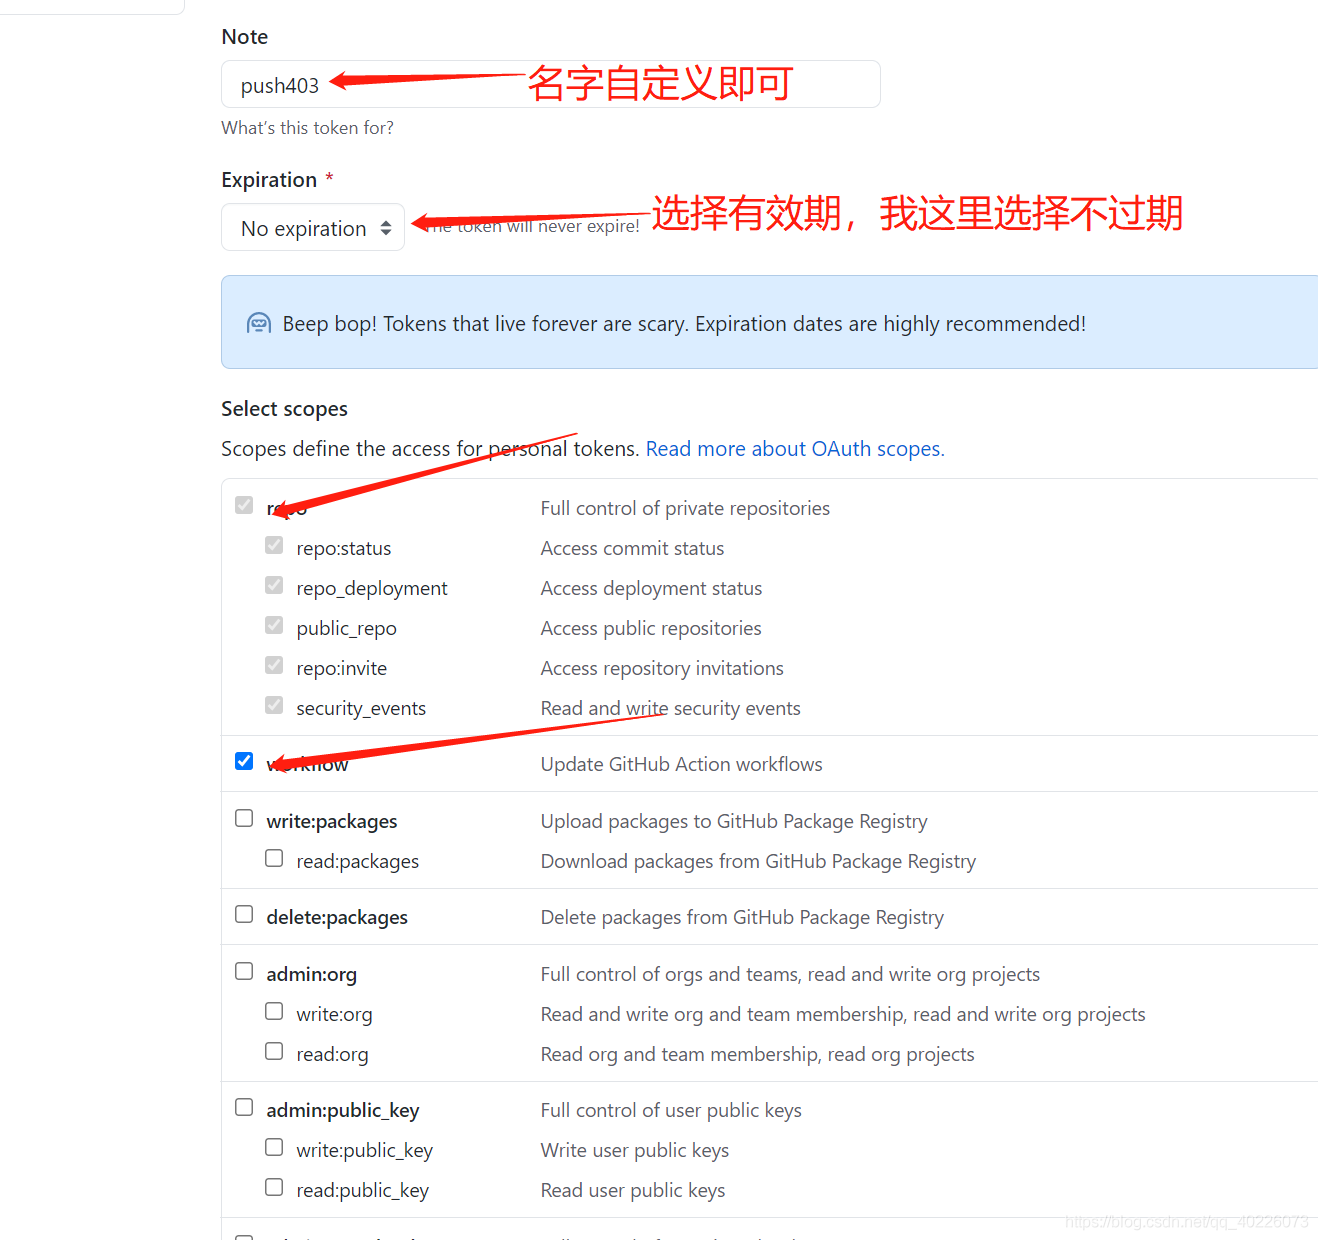 Note
push403
名字自定义即可
What's this token for?
Expiration *
No expiration
The token will never expire!
选择有效期，我这里选择不过期
Beep bop! Tokens that live forever are scary. Expiration dates are highly recommended!
Select scopes
Scopes define the access for personal tokens. Read more about OAuth scopes.
repo Full control of private repositories
repo:status Access commit status
repo_deployment Access deployment status
public_repo Access public repositories
repo:invite Access repository invitations
security_events Read and write security events
workflow Update GitHub Action workflows
write:packages Upload packages to GitHub Package Registry
read:packages Download packages from GitHub Package Registry
delete:packages Delete packages from GitHub Package Registry
admin:org Full control of orgs and teams, read and write org projects
write:org Read and write org and team membership, read and write org projects
read:org Read org and team membership, read org projects
admin:public_key Full control of user public keys
write:public_key Write user public keys
read:public_key Read user public keys
https://blog.csdn.net/qq_40226073